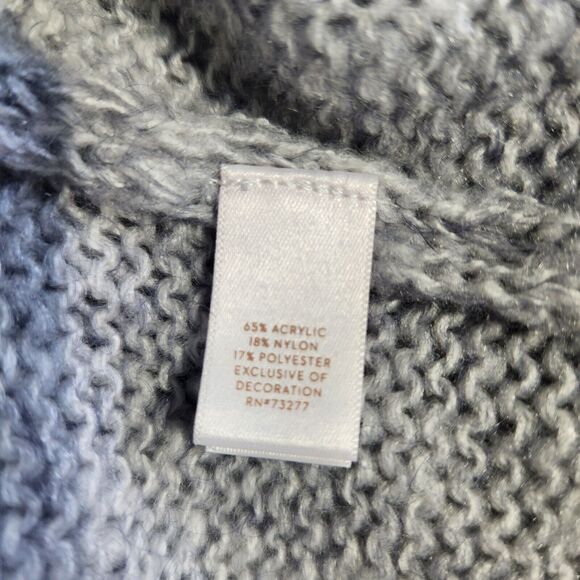 65% ACRYLIC
18% NYLON
17% POLYESTER
EXCLUSIVE OF
DECORATION
RN#73277